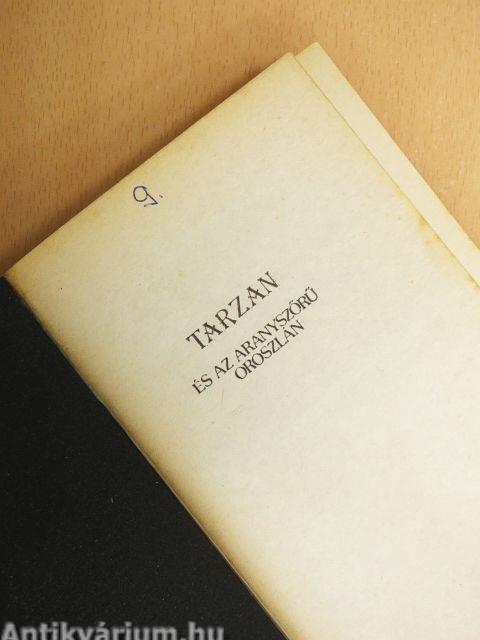 9.
TARZAN
ÉS AZ ARANYSZŐRŰ
OROSZLÁN
Antikvárium.hu